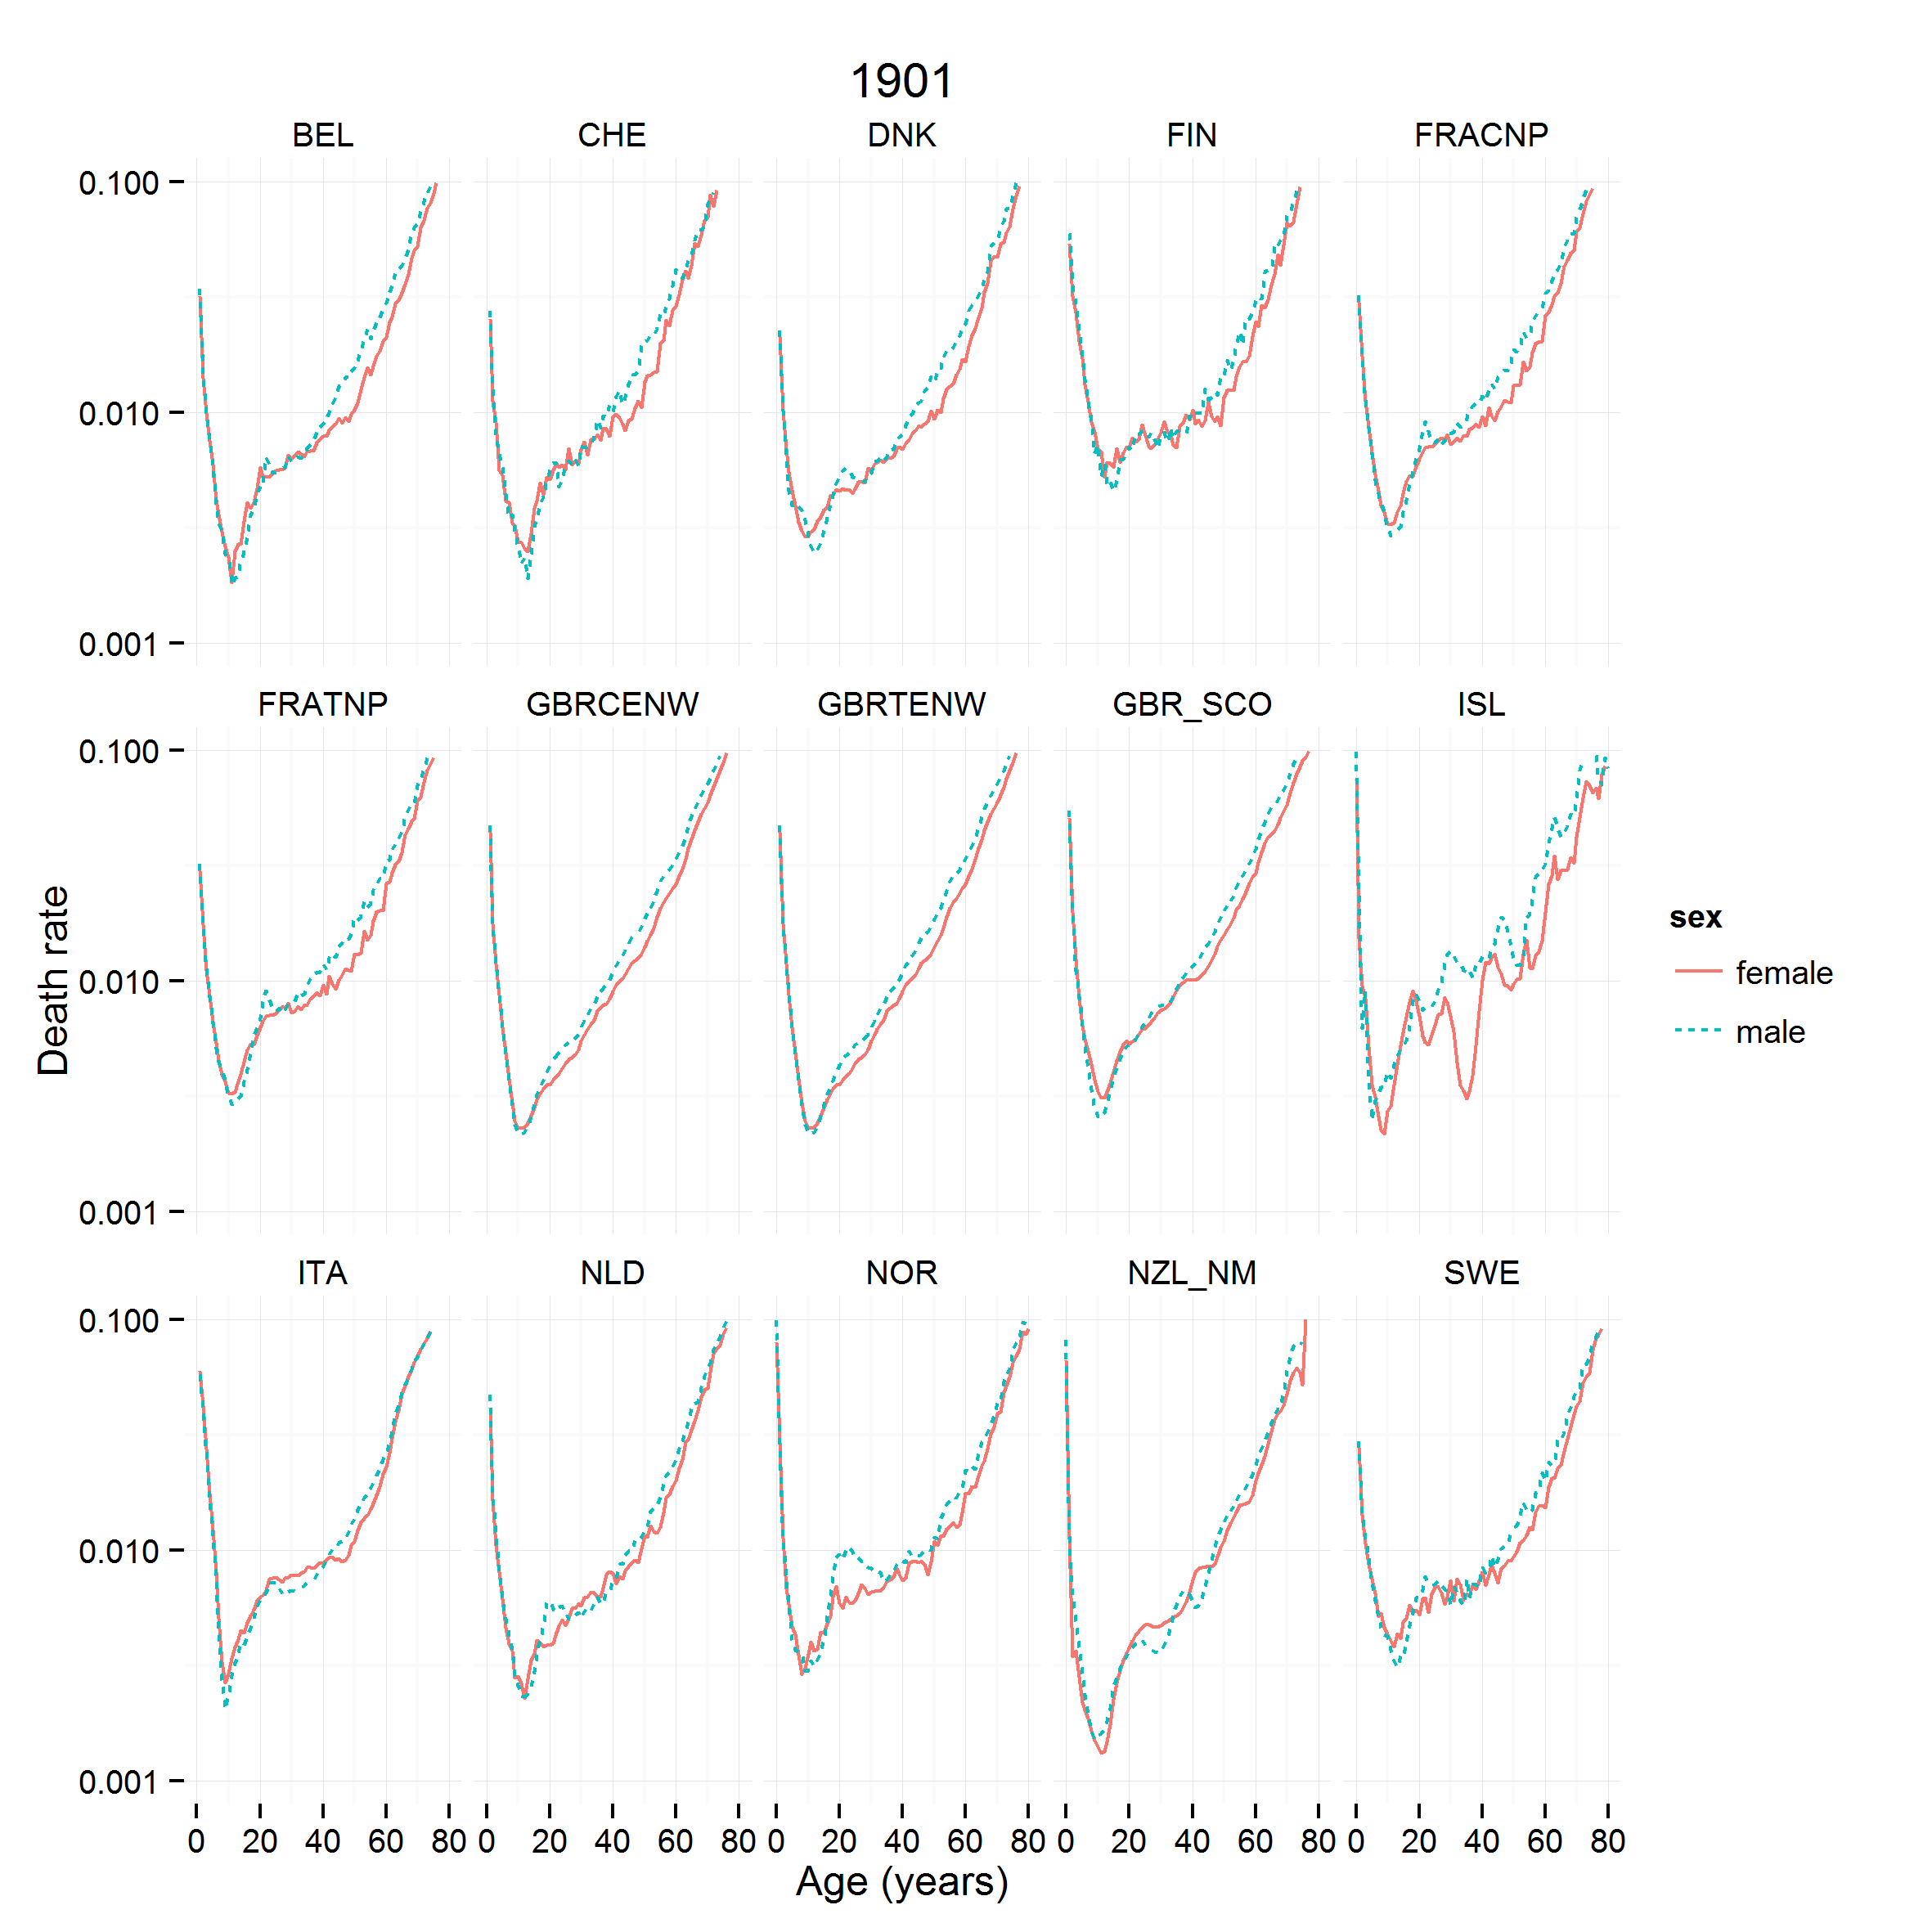 1901
BEL CHE DNK FIN FRACNP
0.100
0.010
0.001
FRATNP GBRCENW GBRTENW GBR_SCO ISL
0.100
0.010
0.001
ITA NLD NOR NZL_NM SWE
0.100
0.010
0.001
0 20 40 60 80 0 20 40 60 80 0 20 40 60 80 0 20 40 60 80 0 20 40 60 80
Age (years)
Death rate
sex
female
male